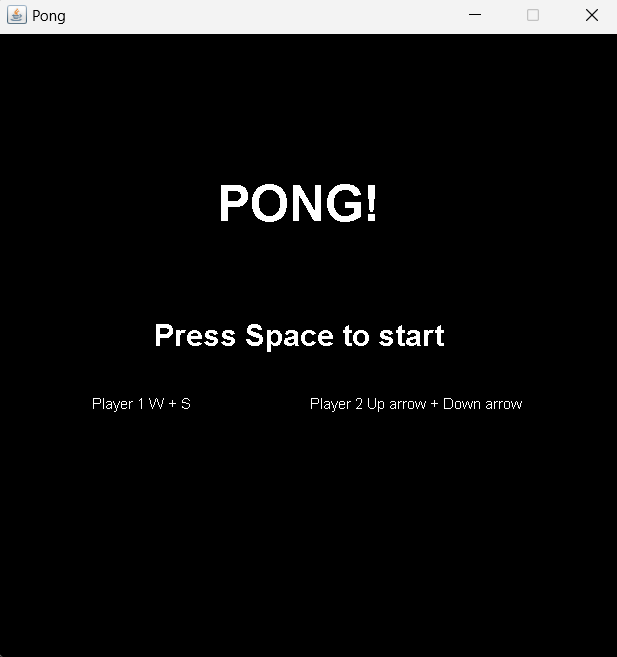 Pong
PONG!
Press Space to start
Player 1 W + S
Player 2 Up arrow + Down arrow